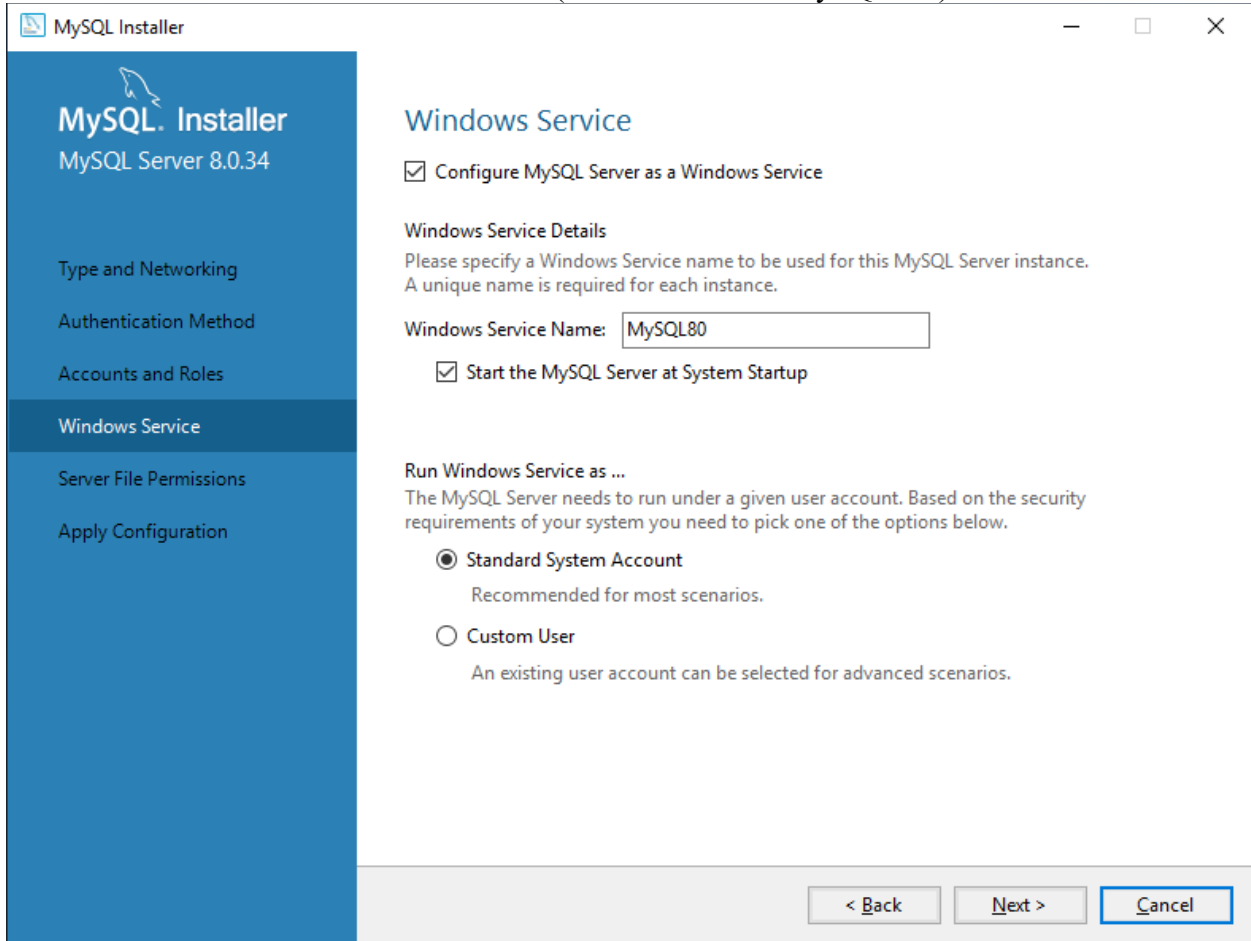 MySQL Installer
MySQL. Installer
MySQL Server 8.0.34
Type and Networking
Authentication Method
Accounts and Roles
Windows Service
Server File Permissions
Apply Configuration
Windows Service
Configure MySQL Server as a Windows Service
Windows Service Details
Please specify a Windows Service name to be used for this MySQL Server instance.
A unique name is required for each instance.
Windows Service Name: MySQL80
Start the MySQL Server at System Startup
Run Windows Service as ...
The MySQL Server needs to run under a given user account. Based on the security
requirements of your system you need to pick one of the options below.
Standard System Account
Recommended for most scenarios.
Custom User
An existing user account can be selected for advanced scenarios.
< Back Next > Cancel